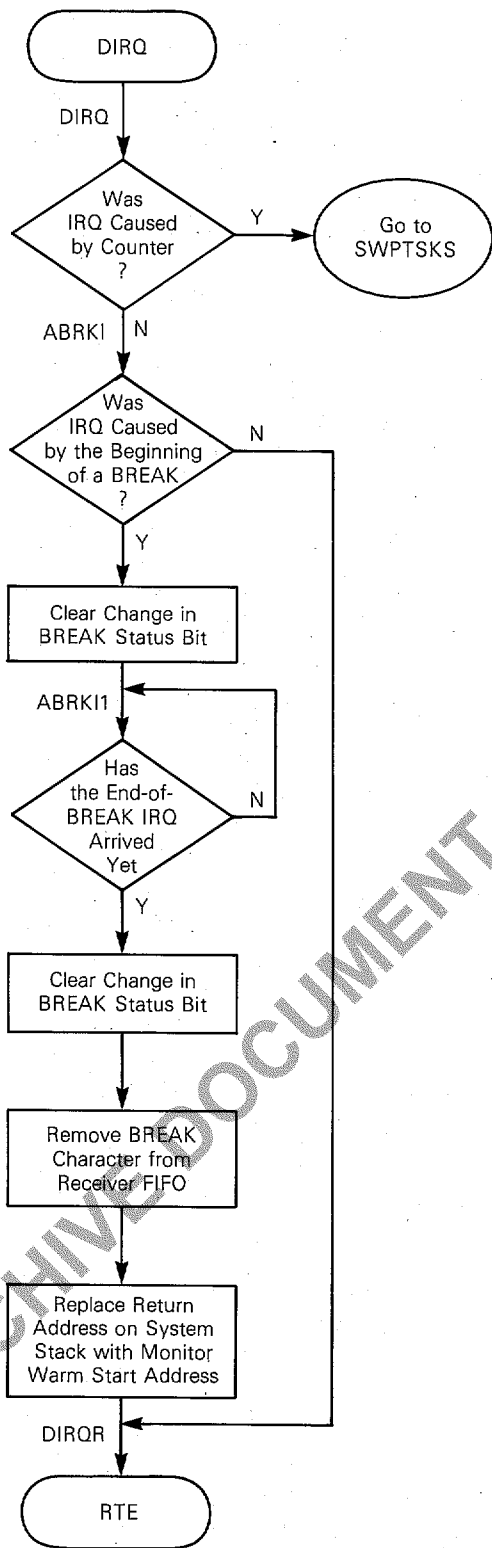 DIRQ
DIRQ
Was
IRQ Caused
by Counter
?
Y
Go to
SWPTSKS
ABRKI
N
Was
IRQ Caused
by the Beginning
of a BREAK
?
N
Y
Clear Change in
BREAK Status Bit
ABRKI1
Has
the End-of-
BREAK IRQ
Arrived
Yet
N
Y
Clear Change in
BREAK Status Bit
Remove BREAK
Character from
Receiver FIFO
Replace Return
Address on System
Stack with Monitor
Warm Start Address
DIRQR
RTE
CHIVE DOCUMENT